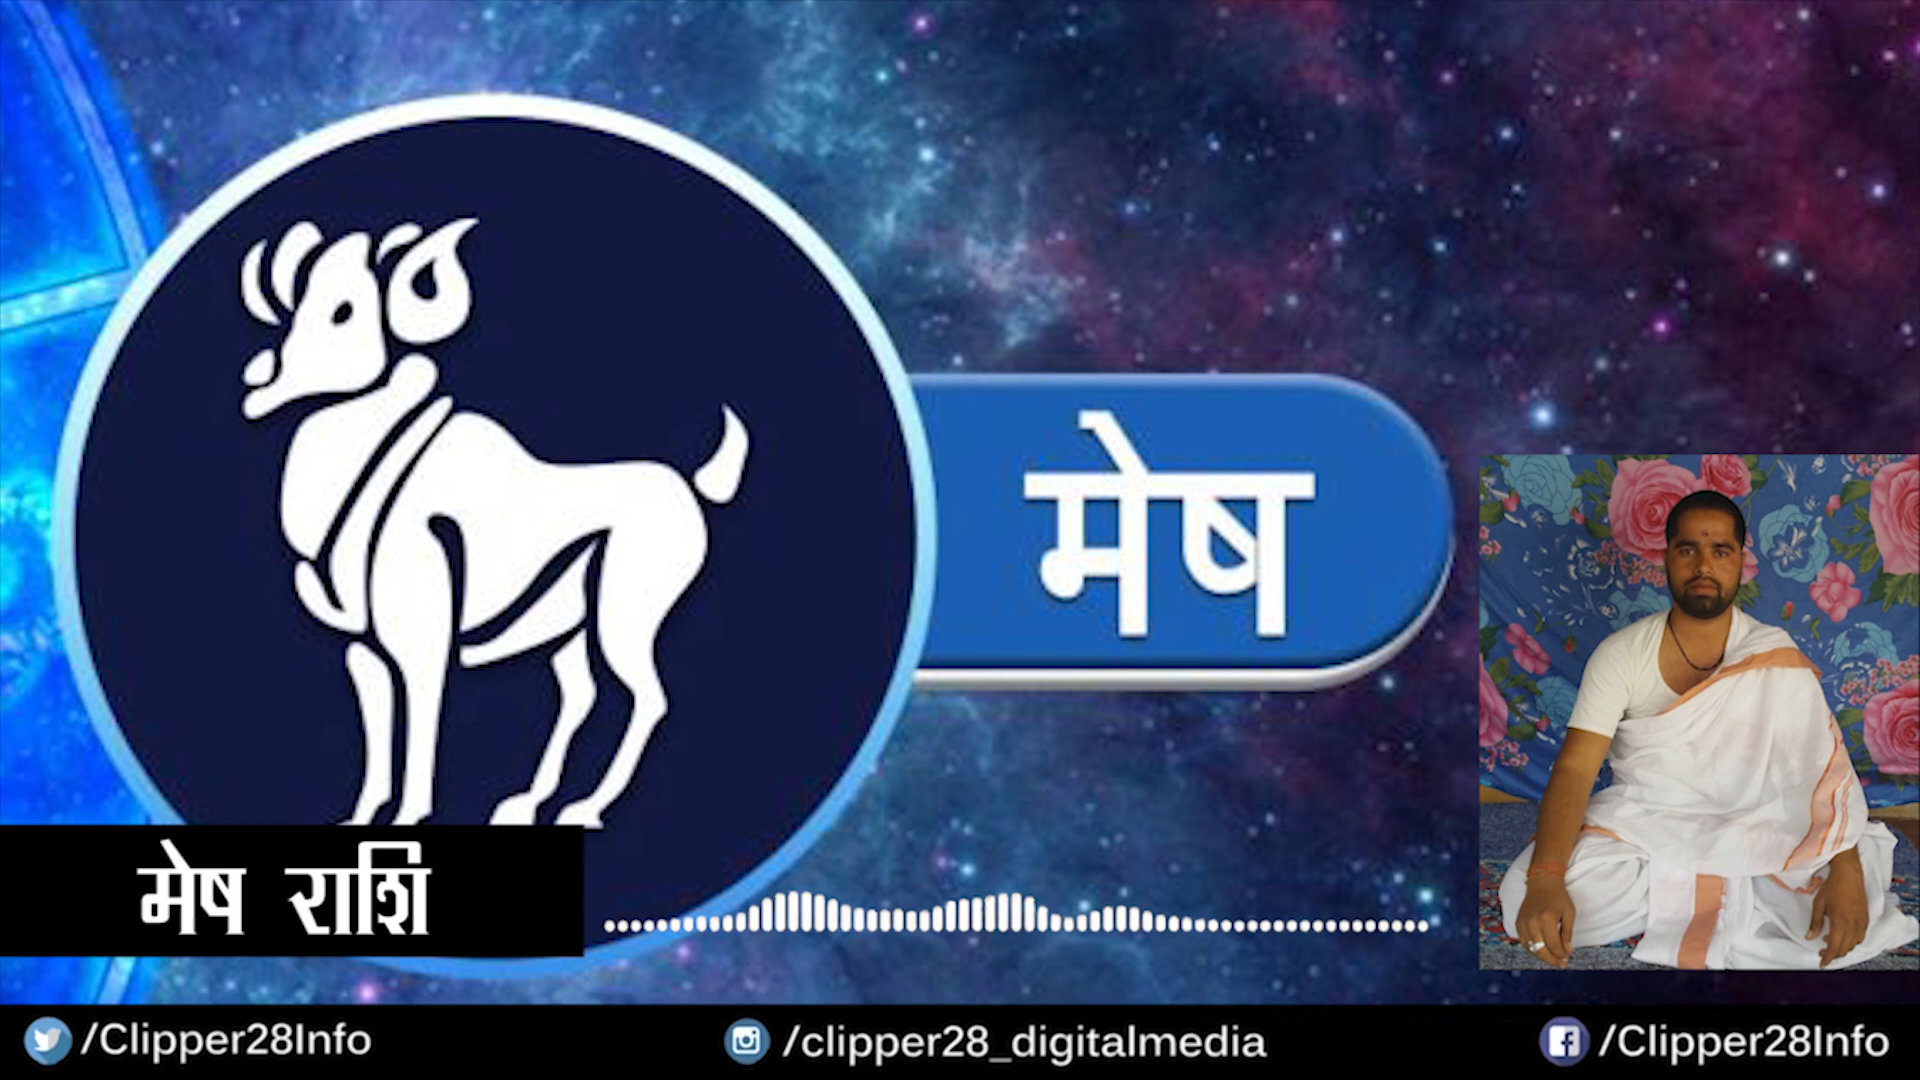 मेष
मेष राशि
/Clipper28Info
/clipper28_digitalmedia
/Clipper28Info